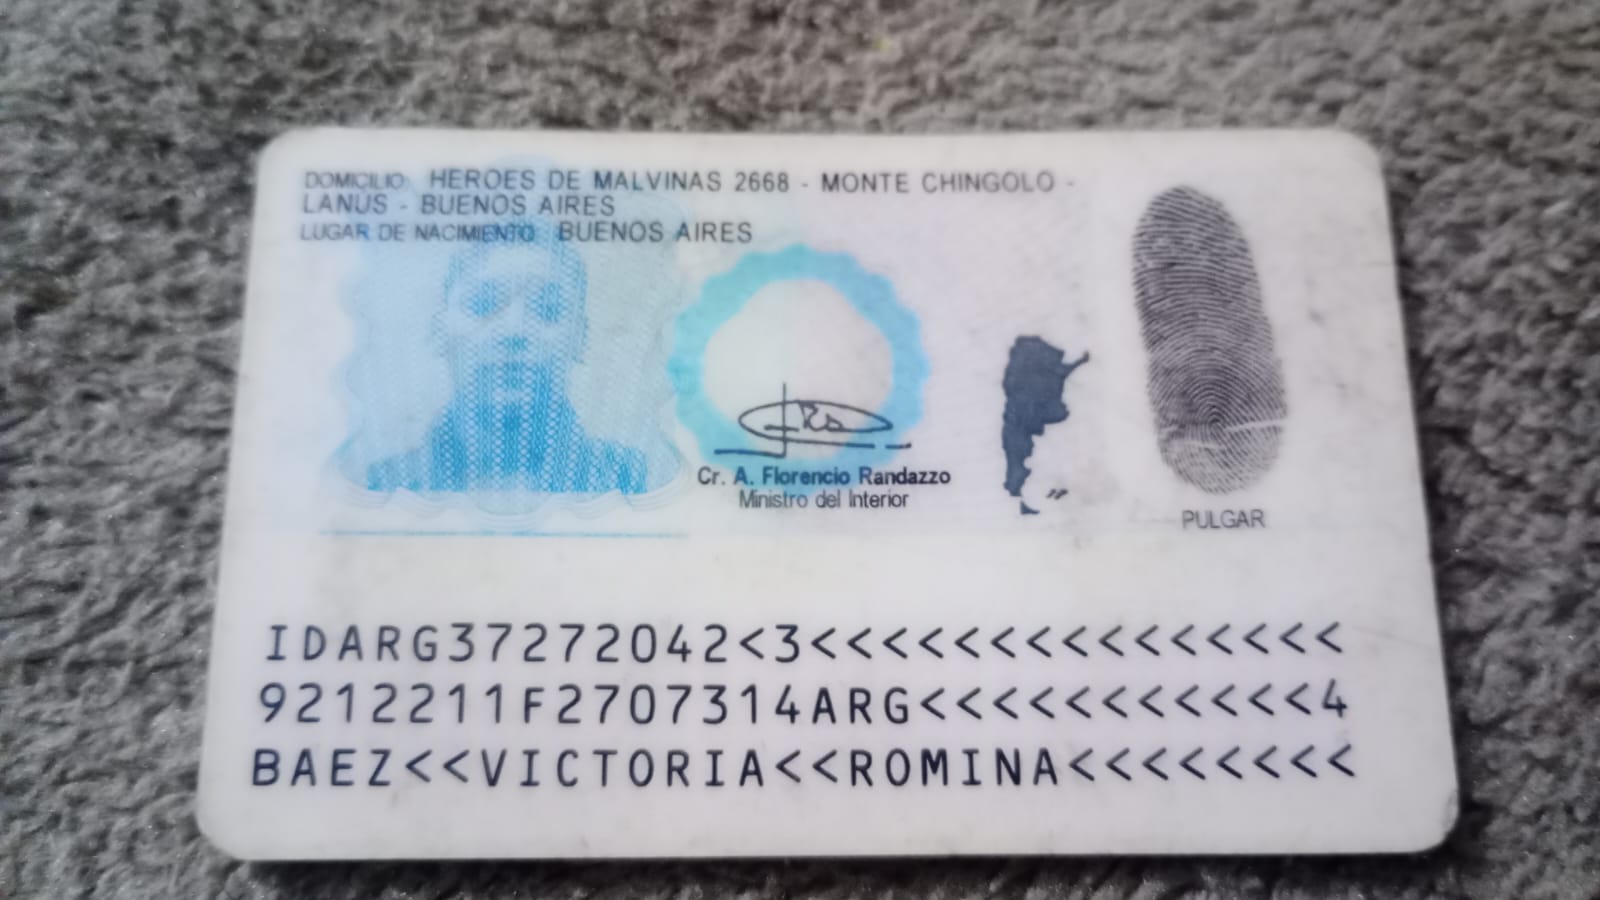 DOMICILIO: HEROES DE MALVINAS 2668 - MONTE CHINGOLO -
LANUS - BUENOS AIRES
LUGAR DE NACIMIENTO: BUENOS AIRES
Cr. A. Florencio Randazzo
Ministro del Interior
PULGAR
IDARG37272042<3<<<<<<<<<<<<<<<
9212211F2707314ARG<<<<<<<<<<<4
BAEZ<<VICTORIA<<ROMINA<<<<<<<<